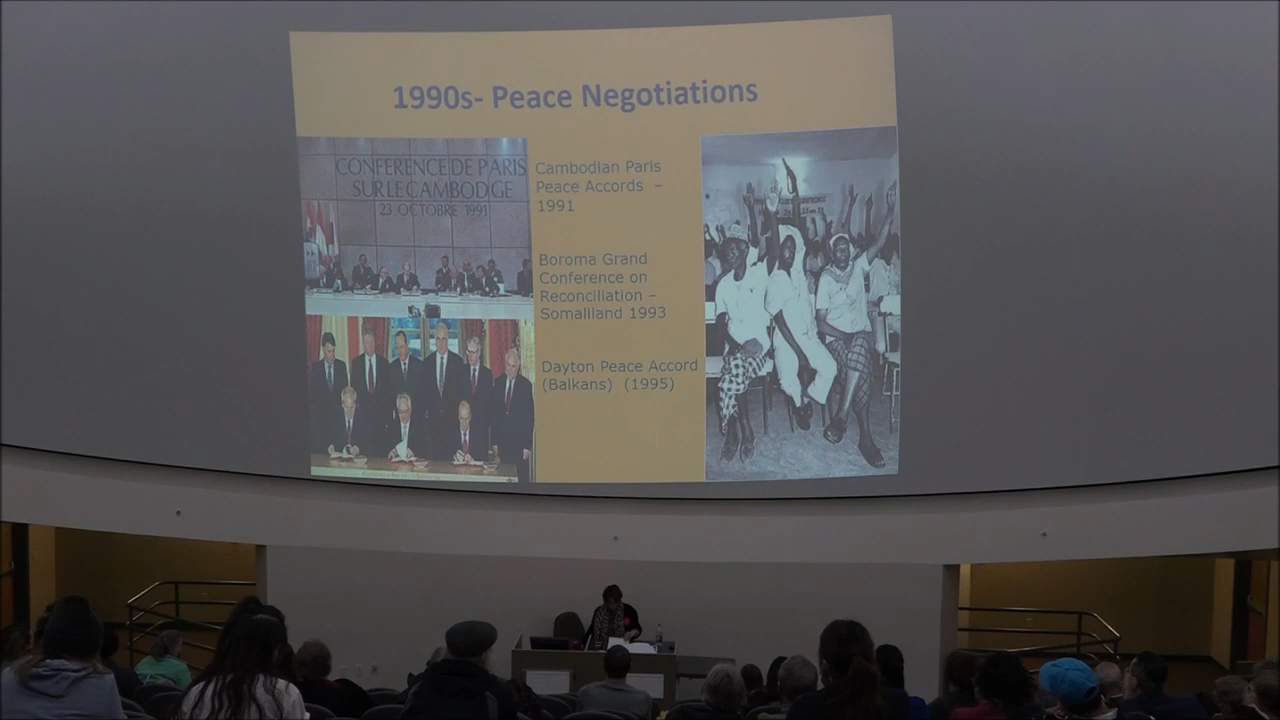 1990s- Peace Negotiations
CONFERENCE DE PARIS
SUR LE CAMBODGE
23 OCTOBRE 1991
Cambodian Paris
Peace Accords –
1991
Boroma Grand
Conference on
Reconciliation –
Somaliland 1993
Dayton Peace Accord
(Balkans) (1995)